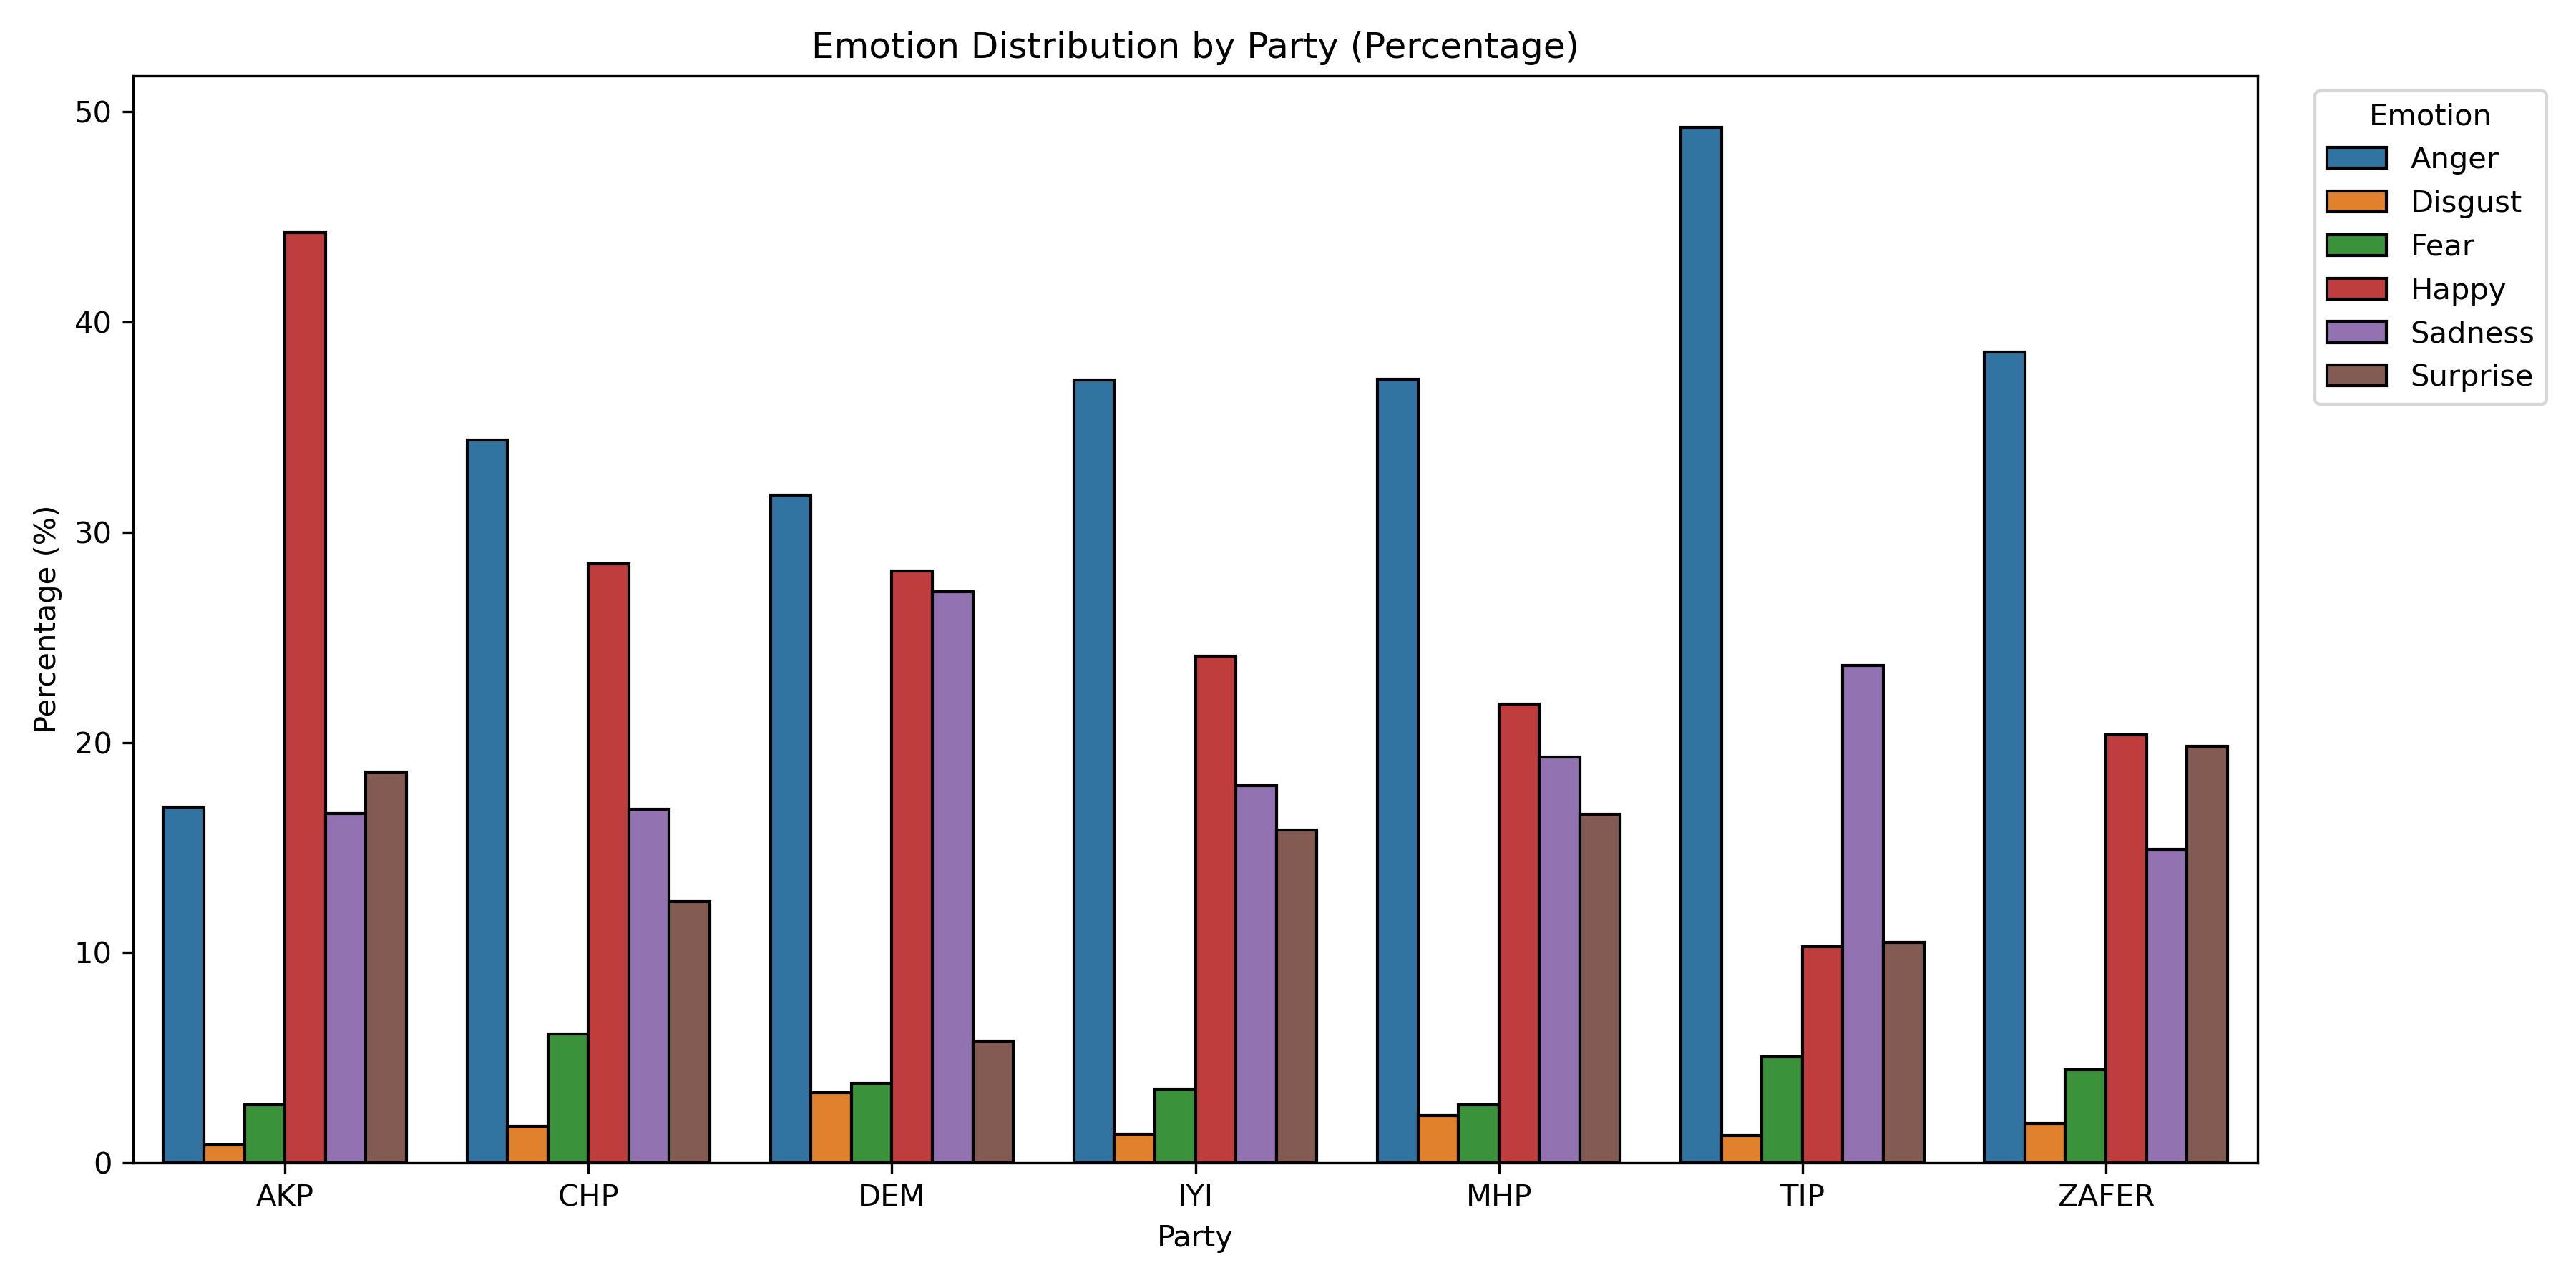 Emotion Distribution by Party (Percentage)
Percentage (%)
50
40
30
20
10
0
AKP CHP DEM IYI MHP TIP ZAFER
Party
Emotion
Anger
Disgust
Fear
Happy
Sadness
Surprise